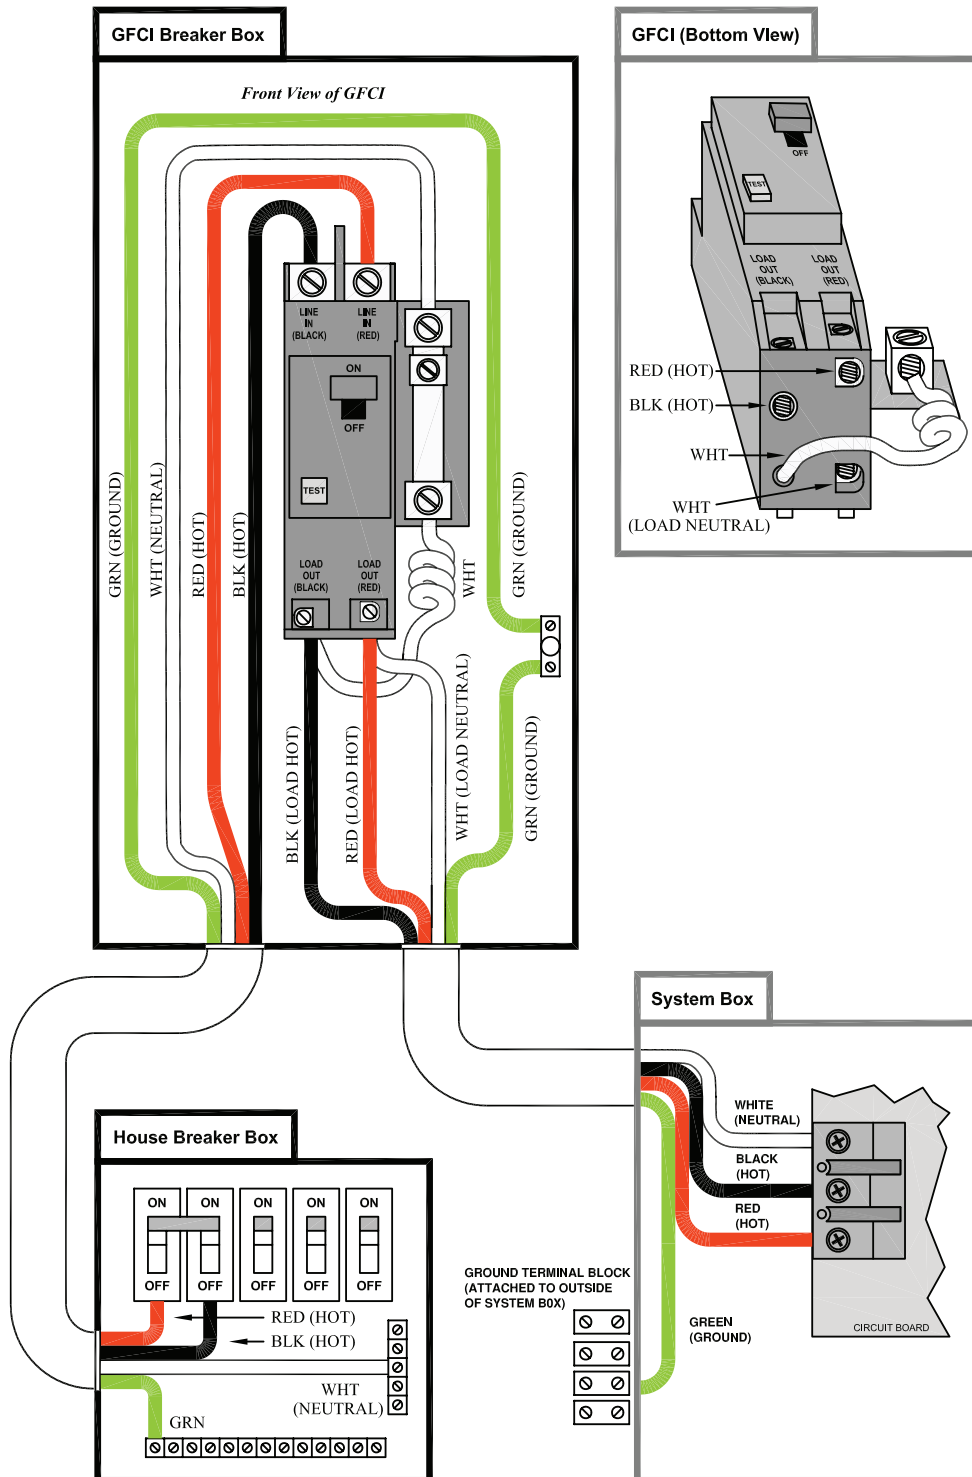 GFCI Breaker Box
Front View of GFCI
LINE
IN
(BLACK)
LINE
IN
(RED)
ON
OFF
TEST
LOAD
OUT
(BLACK)
LOAD
OUT
(RED)
GRN (GROUND)
WHT (NEUTRAL)
RED (HOT)
BLK (HOT)
WHT
GRN (GROUND)
BLK (LOAD HOT)
RED (LOAD HOT)
WHT (LOAD NEUTRAL)
GRN (GROUND)
GFCI (Bottom VIew)
OFF
TEST
LOAD
OUT
(BLACK)
LOAD
OUT
(RED)
RED (HOT)
BLK (HOT)
WHT
WHT
(LOAD NEUTRAL)
House Breaker Box
ON ON ON ON ON
OFF OFF OFF OFF OFF
RED (HOT)
BLK (HOT)
WHT
(NEUTRAL)
GRN
System Box
WHITE
(NEUTRAL)
BLACK
(HOT)
RED
(HOT)
GROUND TERMINAL BLOCK
(ATTACHED TO OUTSIDE
OF SYSTEM B0X)
GREEN
(GROUND)
CIRCUIT BOARD